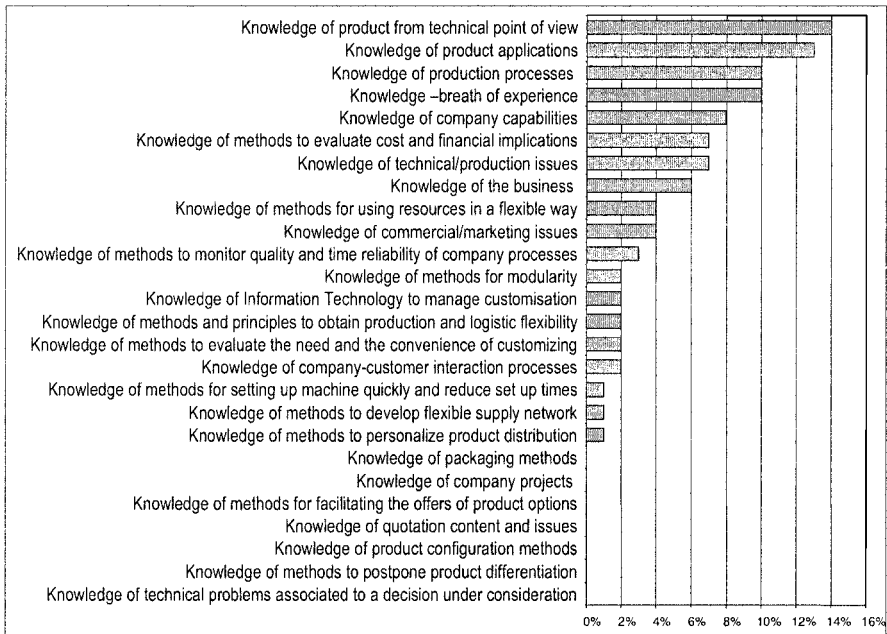 Knowledge of product from technical point of view
Knowledge of product applications
Knowledge of production processes
Knowledge –breath of experience
Knowledge of company capabilities
Knowledge of methods to evaluate cost and financial implications
Knowledge of technical/production issues
Knowledge of the business
Knowledge of methods for using resources in a flexible way
Knowledge of commercial/marketing issues
Knowledge of methods to monitor quality and time reliability of company processes
Knowledge of methods for modularity
Knowledge of Information Technology to manage customisation
Knowledge of methods and principles to obtain production and logistic flexibility
Knowledge of methods to evaluate the need and the convenience of customizing
Knowledge of company-customer interaction processes
Knowledge of methods for setting up machine quickly and reduce set up times
Knowledge of methods to develop flexible supply network
Knowledge of methods to personalize product distribution
Knowledge of packaging methods
Knowledge of company projects
Knowledge of methods for facilitating the offers of product options
Knowledge of quotation content and issues
Knowledge of product configuration methods
Knowledge of methods to postpone product differentiation
Knowledge of technical problems associated to a decision under consideration
0% 2% 4% 6% 8% 10% 12% 14% 16%